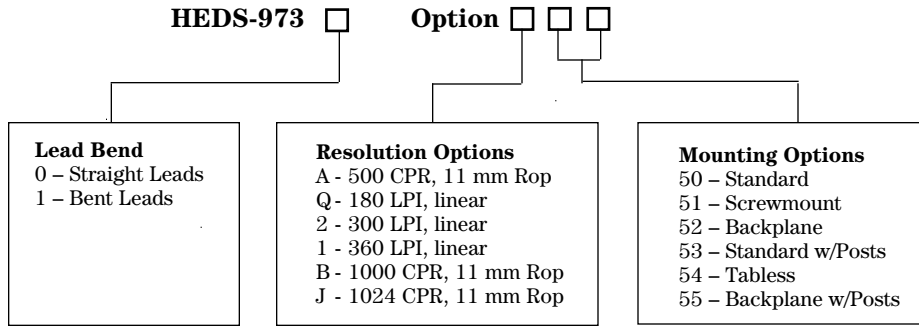 HEDS-973 Option
Lead Bend
0 – Straight Leads
1 – Bent Leads
Resolution Options
A - 500 CPR, 11 mm Rop
Q - 180 LPI, linear
2 - 300 LPI, linear
1 - 360 LPI, linear
B - 1000 CPR, 11 mm Rop
J - 1024 CPR, 11 mm Rop
Mounting Options
50 – Standard
51 – Screwmount
52 – Backplane
53 – Standard w/Posts
54 – Tabless
55 – Backplane w/Posts